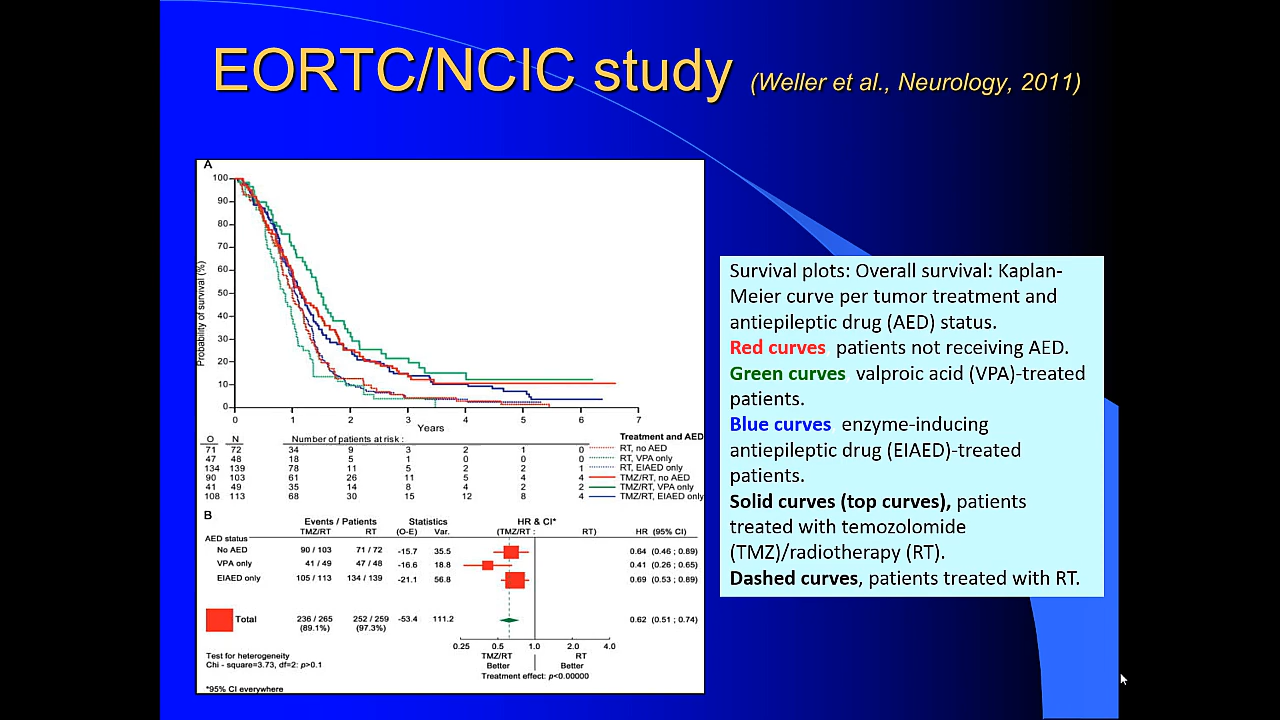 EORTC/NCIC study (Weller et al., Neurology, 2011)
A
100
90
80
70
60
50
40
30
20
10
0
Probability of survival (%)
0 1 2 3 4 5 6 7
Years
O N Number of patients at risk : Treatment and AED
71 72 34 9 3 2 1 0 RT, no AED
47 48 18 5 1 0 0 0 RT, VPA only
134 139 78 11 5 2 2 1 RT, EIAED only
90 103 61 26 11 5 4 4 TMZ/RT, no AED
41 49 35 14 8 4 2 2 TMZ/RT, VPA only
108 113 68 30 15 12 8 4 TMZ/RT, EIAED only
B
Events / Patients Statistics HR & CI*
TMZ/RT RT (O-E) Var. (TMZ/RT : RT) HR (95% CI)
AED status
No AED 90 / 103 71 / 72 -15.7 35.5 0.64 (0.46 ; 0.89)
VPA only 41 / 49 47 / 48 -16.6 18.8 0.41 (0.26 ; 0.65)
EIAED only 105 / 113 134 / 139 -21.1 56.8 0.69 (0.53 ; 0.89)
Total 236 / 265 252 / 259 -53.4 111.2 0.62 (0.51 ; 0.74)
(89.1%) (97.3%)
0.25 0.5 1.0 2.0 4.0
TMZ/RT RT
Better Better
Treatment effect: p<0.00000
Test for heterogeneity
Chi - square=3.73, df=2: p>0.1
*95% CI everywhere
Survival plots: Overall survival: Kaplan-
Meier curve per tumor treatment and
antiepileptic drug (AED) status.
Red curves patients not receiving AED.
Green curves valproic acid (VPA)-treated
patients.
Blue curves enzyme-inducing
antiepileptic drug (EIAED)-treated
patients.
Solid curves (top curves), patients
treated with temozolomide
(TMZ)/radiotherapy (RT).
Dashed curves, patients treated with RT.